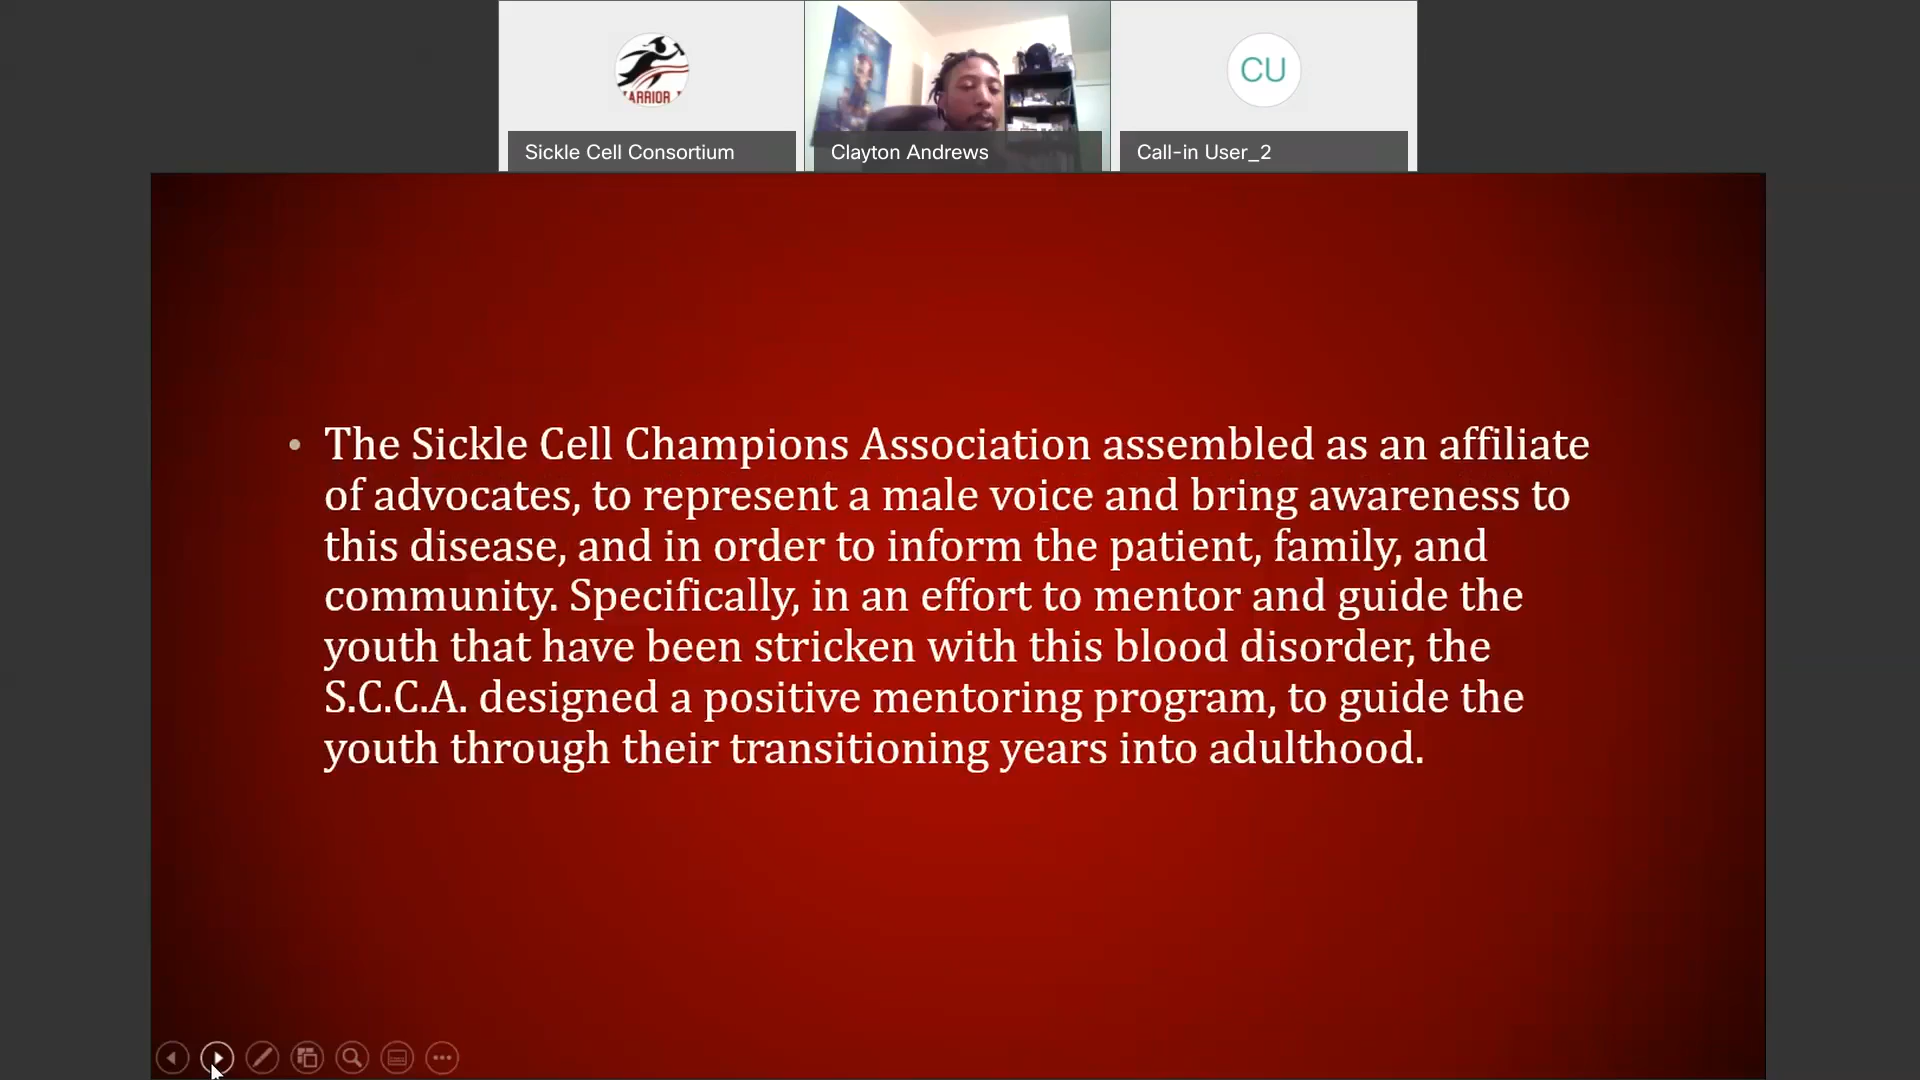 ARRIOR
Sickle Cell Consortium
Clayton Andrews
CU
Call-in User_2
• The Sickle Cell Champions Association assembled as an affiliate
of advocates, to represent a male voice and bring awareness to
this disease, and in order to inform the patient, family, and
community. Specifically, in an effort to mentor and guide the
youth that have been stricken with this blood disorder, the
S.C.C.A. designed a positive mentoring program, to guide the
youth through their transitioning years into adulthood.